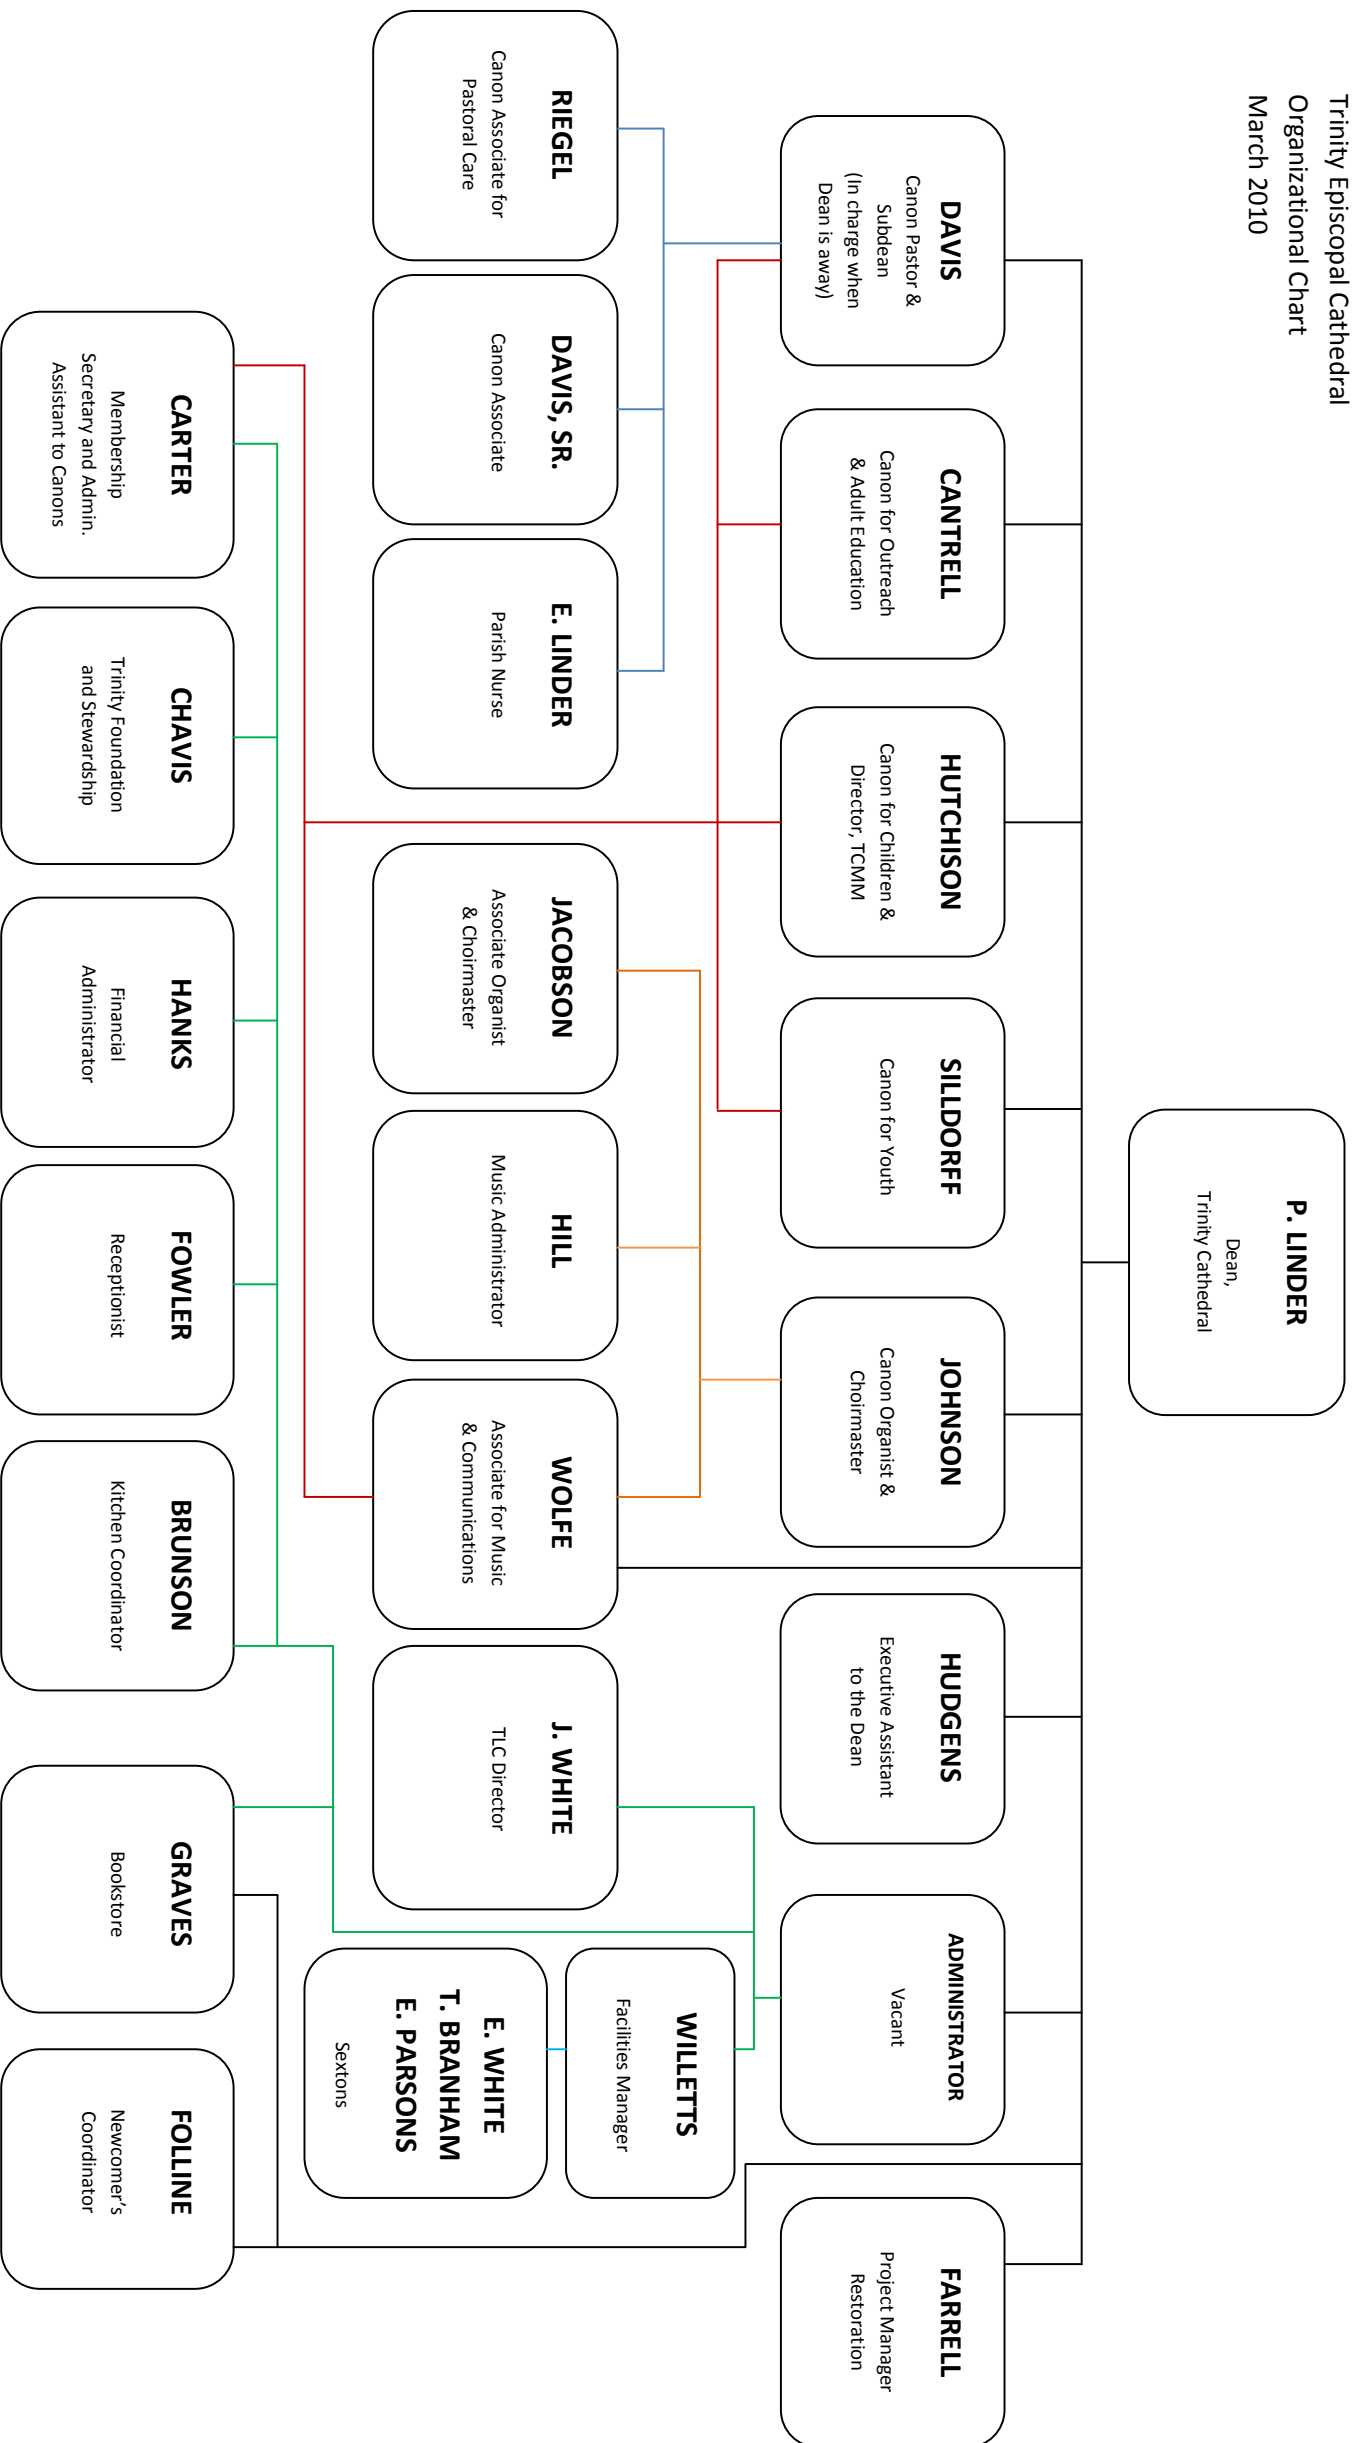 Trinity Episcopal Cathedral
Organizational Chart
March 2010
P. LINDER
Dean,
Trinity Cathedral
DAVIS
Canon Pastor &
Subdean
(In charge when
Dean is away)
CANTRELL
Canon for Outreach
& Adult Education
HUTCHISON
Canon for Children &
Director, TCMM
SILLDORFF
Canon for Youth
JOHNSON
Canon Organist &
Choirmaster
HUDGENS
Executive Assistant
to the Dean
ADMINISTRATOR
Vacant
FARRELL
Project Manager
Restoration
RIEGEL
Canon Associate for
Pastoral Care
DAVIS, SR.
Canon Associate
E. LINDER
Parish Nurse
JACOBSON
Associate Organist
& Choirmaster
HILL
Music Administrator
WOLFE
Associate for Music
& Communications
J. WHITE
TLC Director
WILLETTS
Facilities Manager
E. WHITE
T. BRANHAM
E. PARSONS
Sextons
CARTER
Membership
Secretary and Admin.
Assistant to Canons
CHAVIS
Trinity Foundation
and Stewardship
HANKS
Financial
Administrator
FOWLER
Receptionist
BRUNSON
Kitchen Coordinator
GRAVES
Bookstore
FOLLINE
Newcomer’s
Coordinator